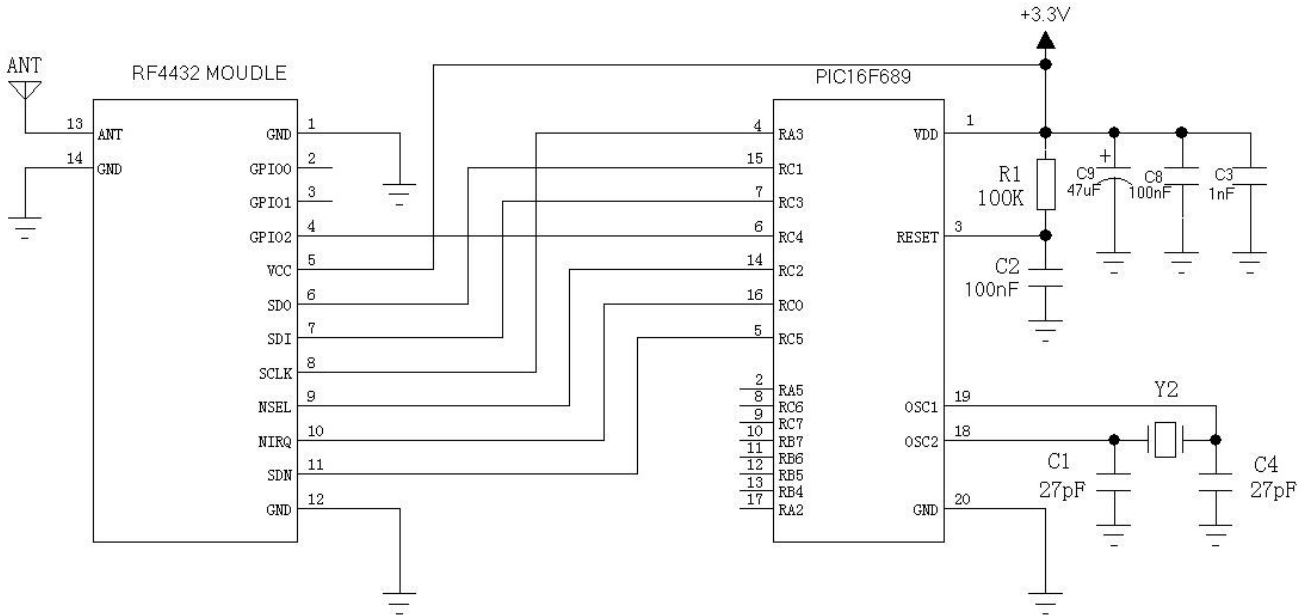 +3.3V
ANT
RF4432 MOUDLE
PIC16F689
13 ANT
14 GND
GND 1
GPIO0 2
GPIO1 3
GPIO2 4
VCC 5
SDO 6
SDI 7
SCLK 8
NSEL 9
NIRQ 10
SDN 11
GND 12
4 RA3
15 RC1
7 RC3
6 RC4
14 RC2
16 RC0
5 RC5
2 RA5
8 RC6
9 RC7
10 RB7
11 RB6
12 RB5
13 RB4
17 RA2
VDD 1
RESET 3
OSC1 19
OSC2 18
GND 20
R1
100K
+
C9
47uF
C8
100nF
C3
1nF
C2
100nF
Y2
C1
27pF
C4
27pF